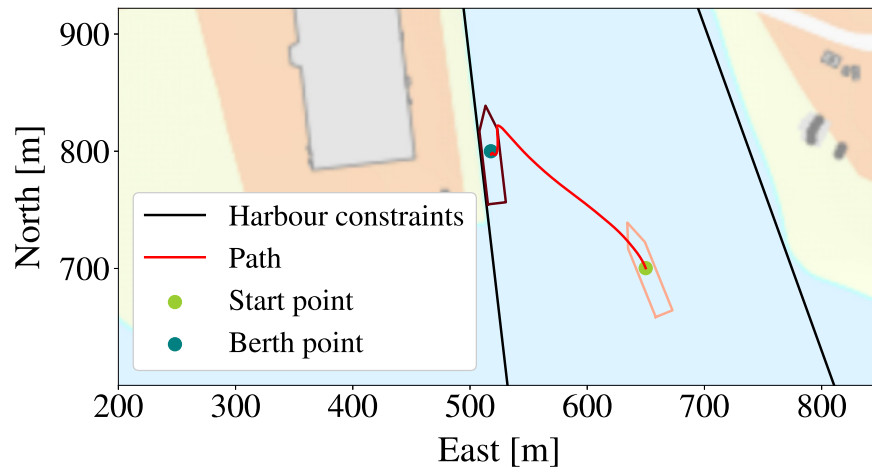 North [m]
900
800
700
Harbour constraints
Path
Start point
Berth point
200 300 400 500 600 700 800
East [m]